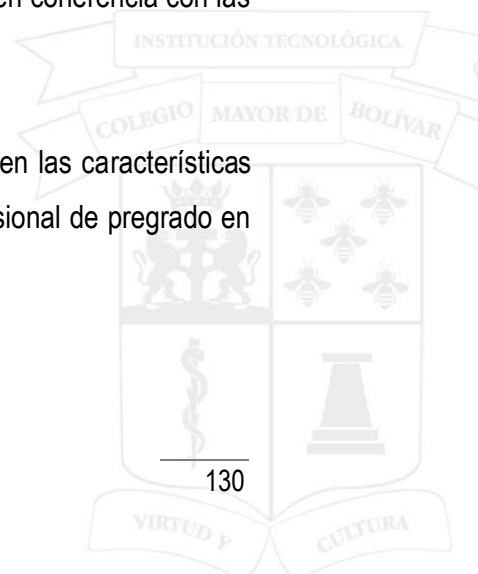 en coherencia con las
INSTITUCIÓN TECNOLÓGICA
COLEGIO MAYOR DE BOLÍVAR
en las características
sional de pregrado en
130
VIRTUD Y CULTURA